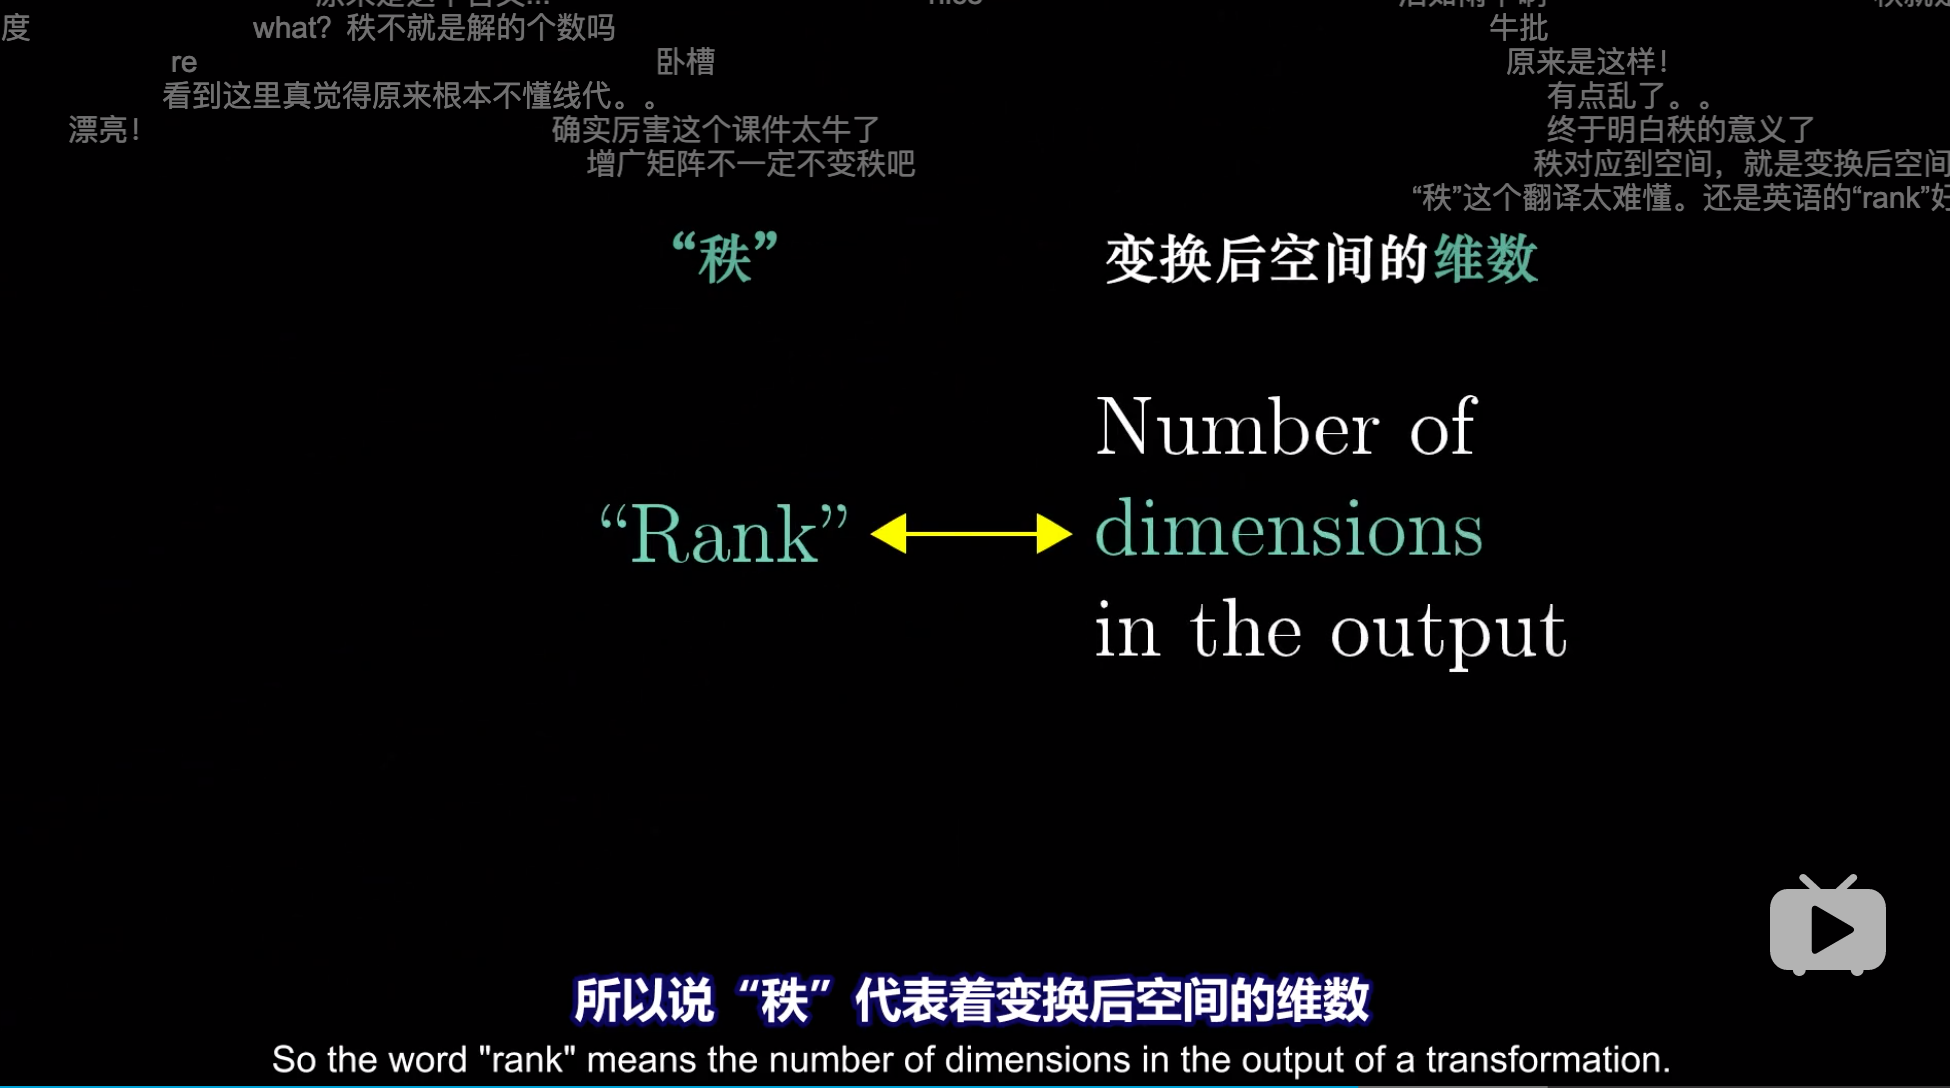 度
what？秩不就是解的个数吗
牛批
re
卧槽
原来是这样！
看到这里真觉得原来根本不懂线代。。
有点乱了。。
漂亮！
确实厉害这个课件太牛了
终于明白秩的意义了
增广矩阵不一定不变秩吧
秩对应到空间，就是变换后空间
“秩”这个翻译太难懂。还是英语的“rank”好
“秩”
变换后空间的维数
Number of
“Rank”
dimensions
in the output
所以说“秩”代表着变换后空间的维数
So the word "rank" means the number of dimensions in the output of a transformation.